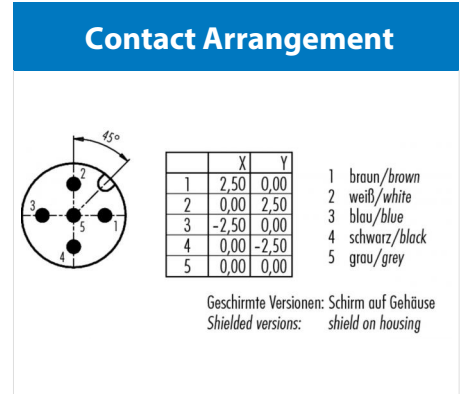 Contact Arrangement
45°
2
3
5
1
4
X Y
1 2,50 0,00
2 0,00 2,50
3 -2,50 0,00
4 0,00 -2,50
5 0,00 0,00
1 braun/brown
2 weiß/white
3 blau/blue
4 schwarz/black
5 grau/grey
Geschirmte Versionen: Schirm auf Gehäuse
Shielded versions: shield on housing